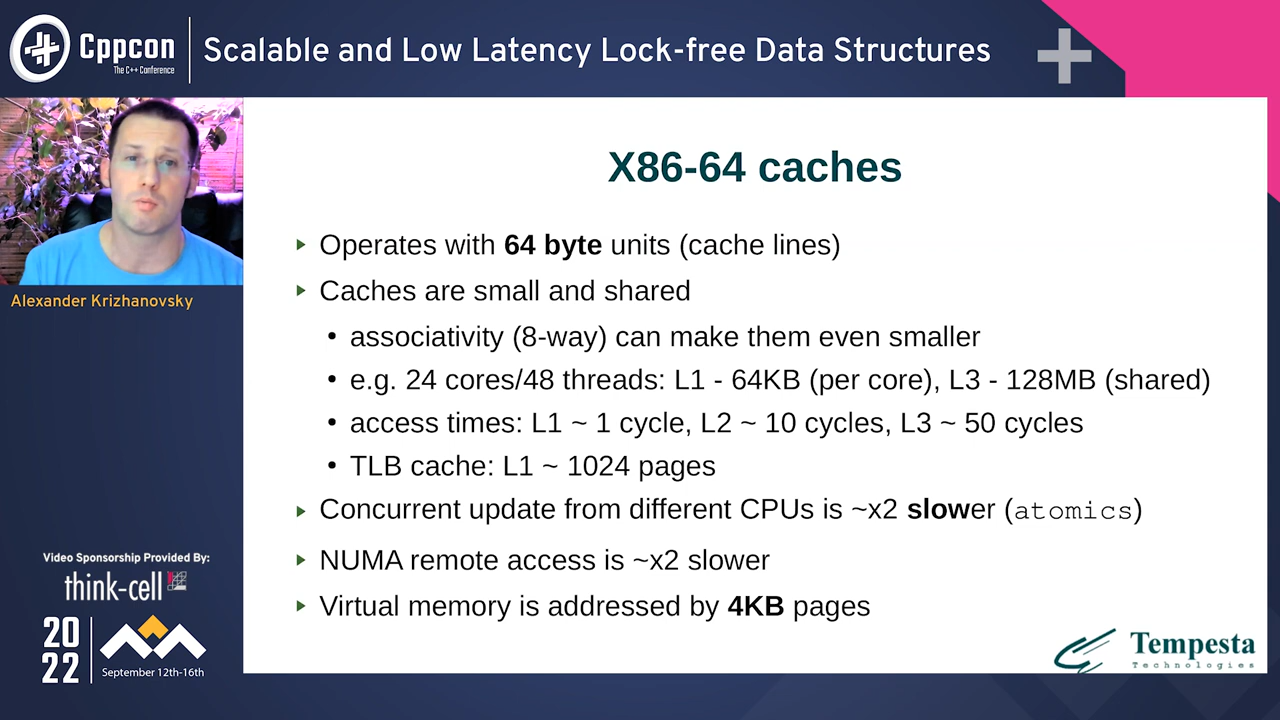 Cppcon
The C++ Conference
Scalable and Low Latency Lock-free Data Structures
Alexander Krizhanovsky
X86-64 caches
Operates with 64 byte units (cache lines)
Caches are small and shared
associativity (8-way) can make them even smaller
e.g. 24 cores/48 threads: L1 - 64KB (per core), L3 - 128MB (shared)
access times: L1 ~ 1 cycle, L2 ~ 10 cycles, L3 ~ 50 cycles
TLB cache: L1 ~ 1024 pages
Concurrent update from different CPUs is ~x2 slower (atomics)
NUMA remote access is ~x2 slower
Virtual memory is addressed by 4KB pages
Video Sponsorship Provided By:
think-cell
20
22
September 12th-16th
Tempesta
Technologies